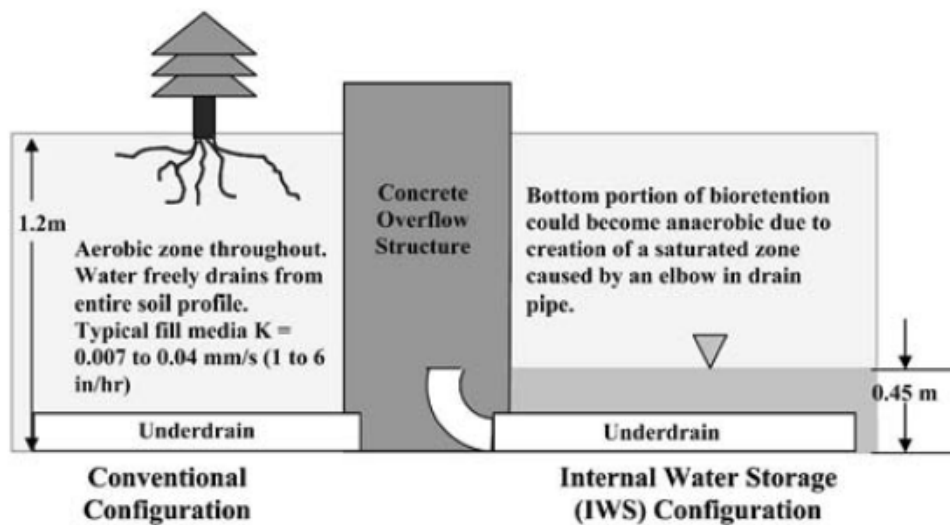 1.2m
Aerobic zone throughout.
Water freely drains from
entire soil profile.
Typical fill media K =
0.007 to 0.04 mm/s (1 to 6
in/hr)
Underdrain
Conventional
Configuration
Concrete
Overflow
Structure
Bottom portion of bioretention
could become anaerobic due to
creation of a saturated zone
caused by an elbow in drain
pipe.
0.45 m
Underdrain
Internal Water Storage
(IWS) Configuration